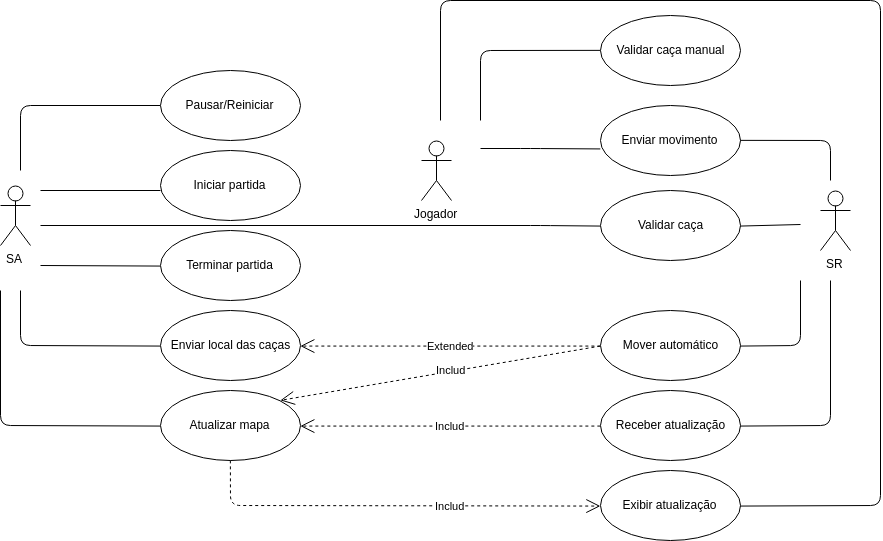 Validar caça manual
Pausar/Reiniciar
Enviar movimento
Iniciar partida
Jogador
Validar caça
SA
Terminar partida
SR
Enviar local das caças
Extended
Mover automático
Includ
Atualizar mapa
Includ
Receber atualização
Includ
Exibir atualização